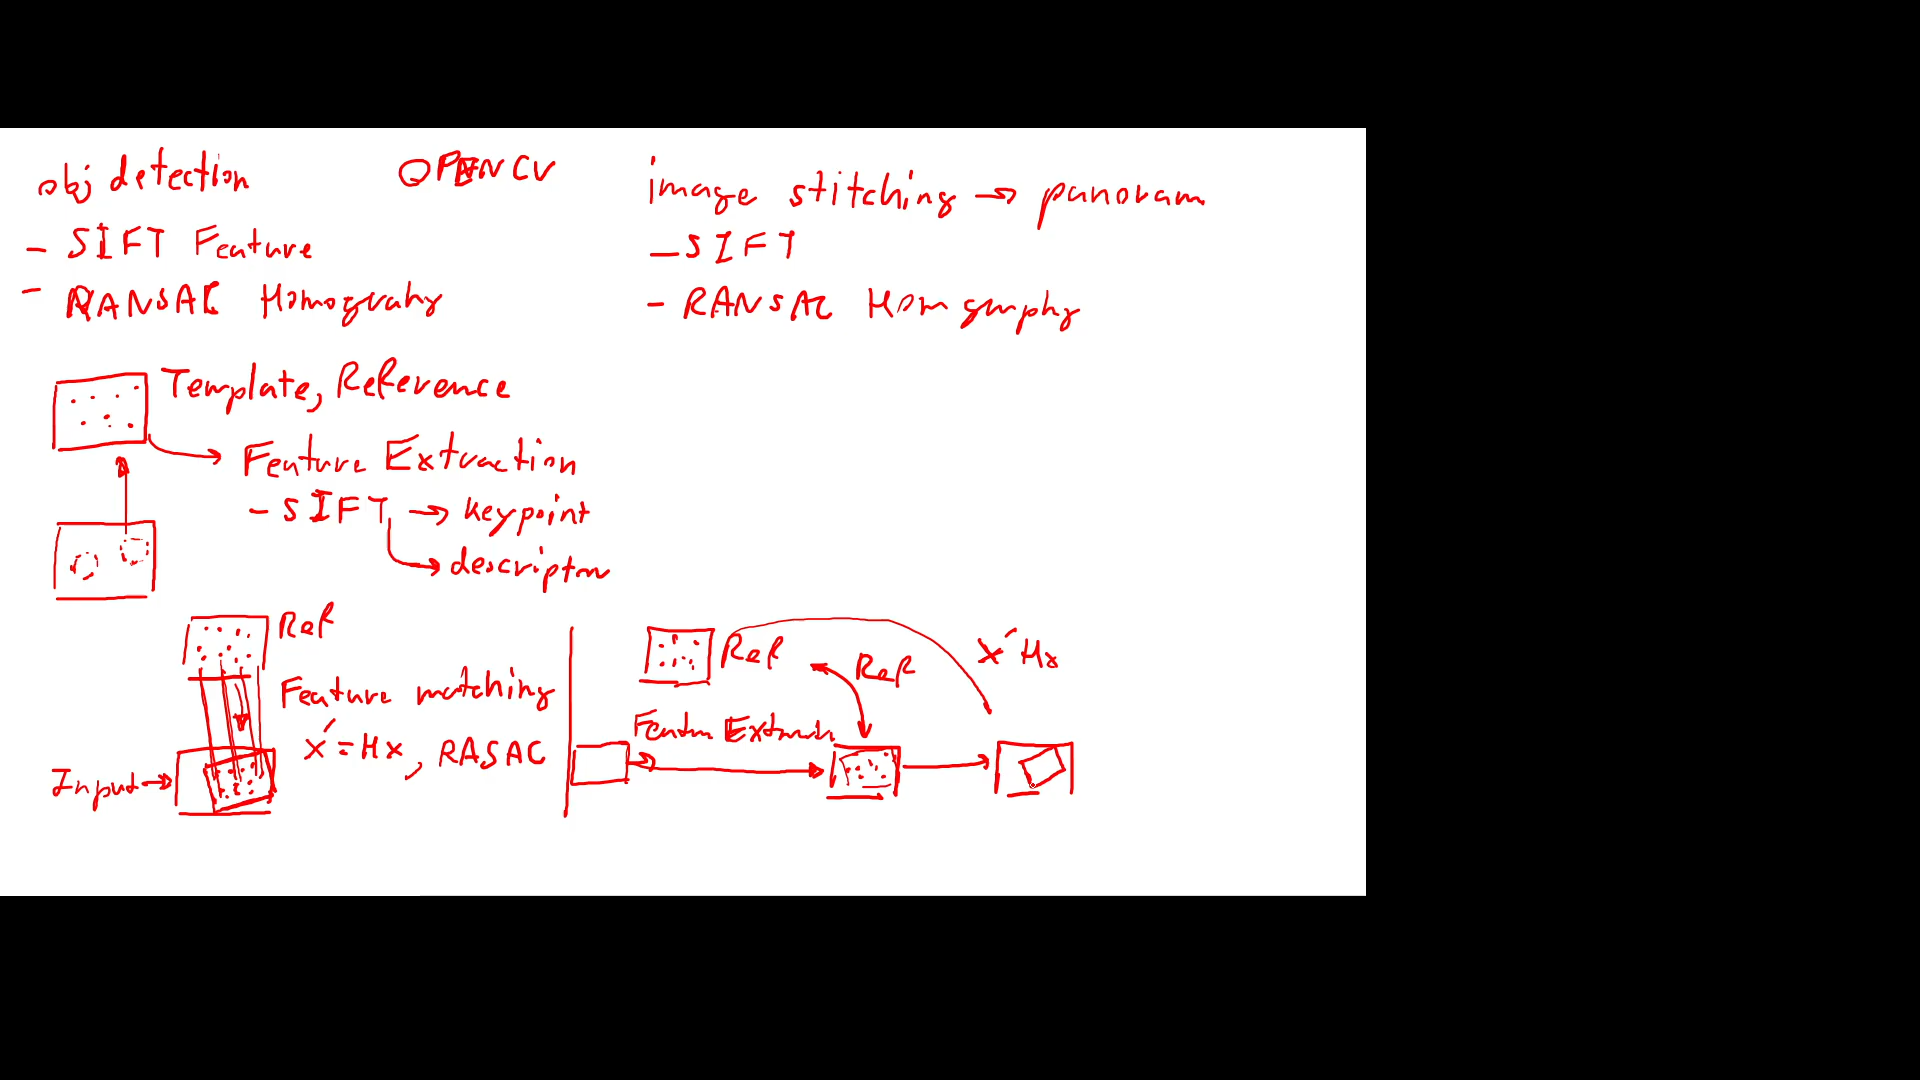 obj detection
OPENCV
- SIFT Feature
- RANSAC Homograhy
image stitching → panoram
- SIFT
- RANSAC Homgraphy
Template, Reference
Feature Extraction
- SIFT → keypoint
→ descriptor
Ref
Feature matching
x' = Hx, RASAC
Input →
Ref
Ref
x' Hx
Feature